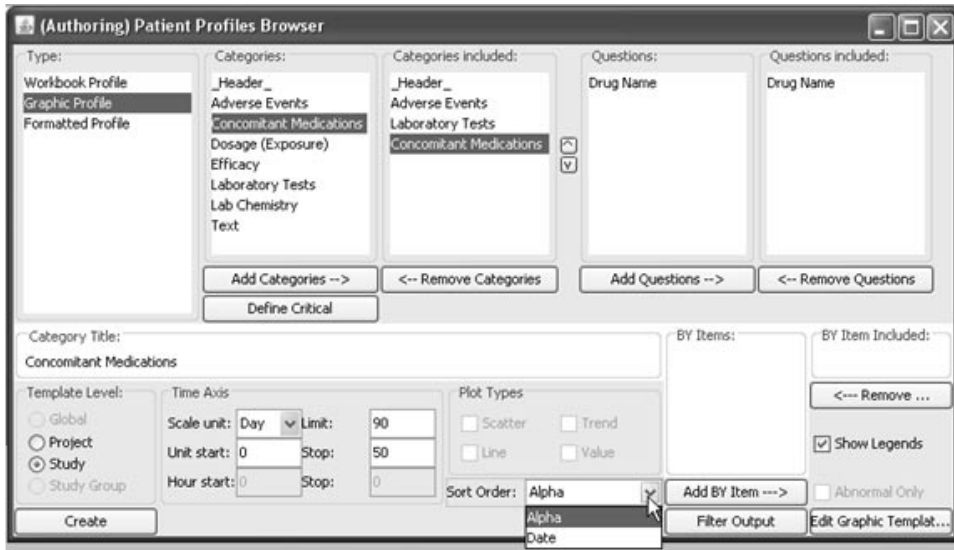 (Authoring) Patient Profiles Browser
Type:
Workbook Profile
Graphic Profile
Formatted Profile
Categories:
_Header_
Adverse Events
Concomitant Medications
Dosage (Exposure)
Efficacy
Laboratory Tests
Lab Chemistry
Text
Add Categories -->
Define Critical
Categories included:
_Header_
Adverse Events
Laboratory Tests
Concomitant Medications
<-- Remove Categories
Questions:
Drug Name
Add Questions -->
Questions included:
Drug Name
<-- Remove Questions
Category Title:
Concomitant Medications
Template Level:
Global
Project
Study
Study Group
Create
Time Axis
Scale unit: Day Limit: 90
Unit start: 0 Stop: 50
Hour start: 0 Stop: 0
Plot Types
Scatter Trend
Line Value
Sort Order: Alpha
Alpha
Date
BY Items:
Add BY Item --->
Filter Output
BY Item Included:
<--- Remove ...
Show Legends
Abnormal Only
Edit Graphic Templat...